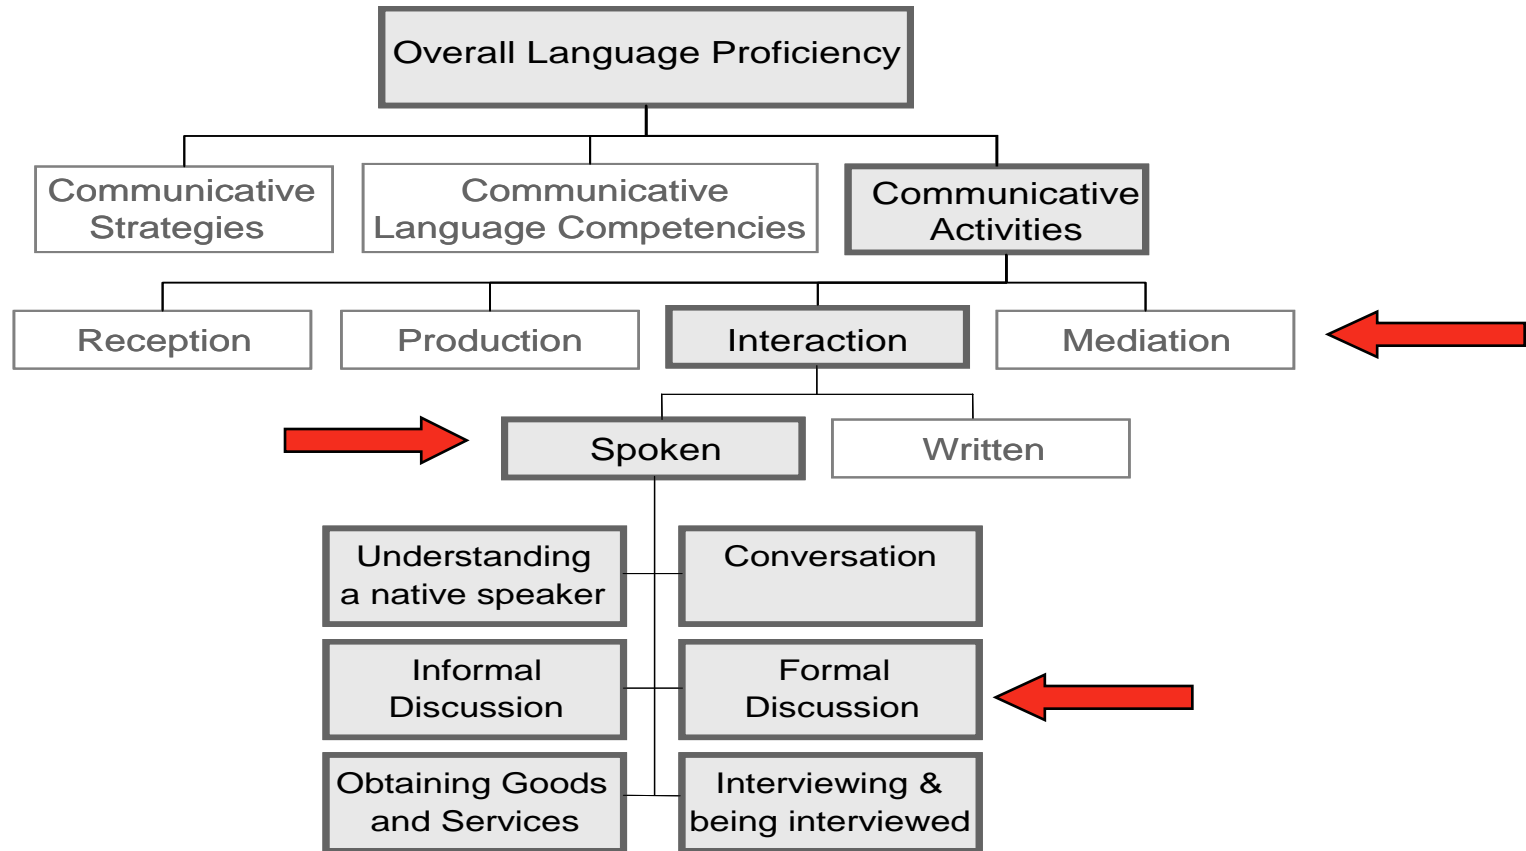 Overall Language Proficiency
Communicative
Strategies
Communicative
Language Competencies
Communicative
Activities
Reception
Production
Interaction
Mediation
Spoken
Written
Understanding
a native speaker
Conversation
Informal
Discussion
Formal
Discussion
Obtaining Goods
and Services
Interviewing &
being interviewed